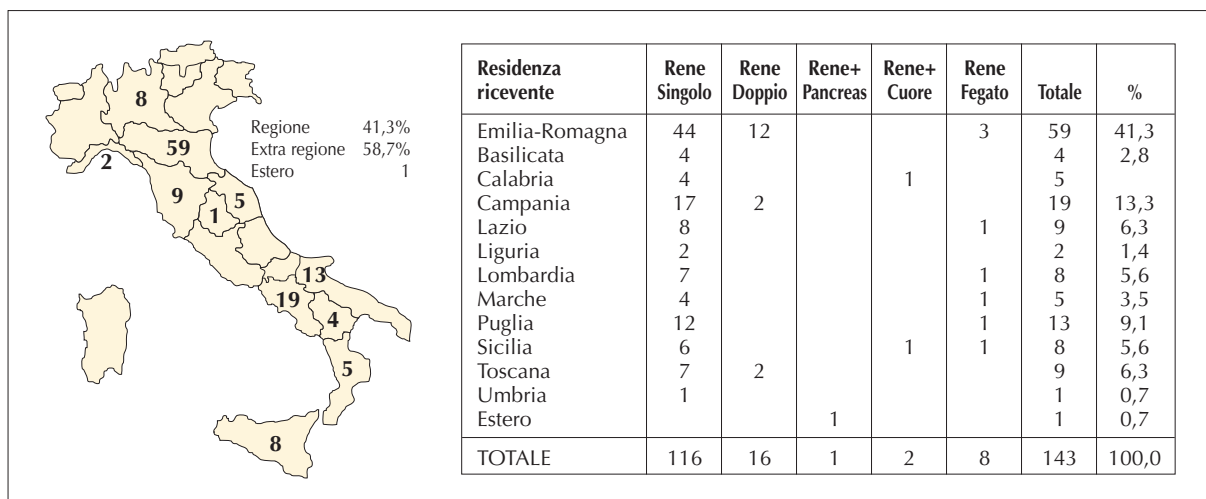 8
59
2
9
5
1
13
19
4
5
8
Regione 41,3%
Extra regione 58,7%
Estero 1
Residenza ricevente Rene Singolo Rene Doppio Rene+ Pancreas Rene+ Cuore Rene Fegato Totale %
Emilia-Romagna 44 12 3 59 41,3
Basilicata 4 4 2,8
Calabria 4 1 5
Campania 17 2 19 13,3
Lazio 8 1 9 6,3
Liguria 2 2 1,4
Lombardia 7 1 8 5,6
Marche 4 1 5 3,5
Puglia 12 1 13 9,1
Sicilia 6 1 1 8 5,6
Toscana 7 2 9 6,3
Umbria 1 1 0,7
Estero 1 1 0,7
TOTALE 116 16 1 2 8 143 100,0